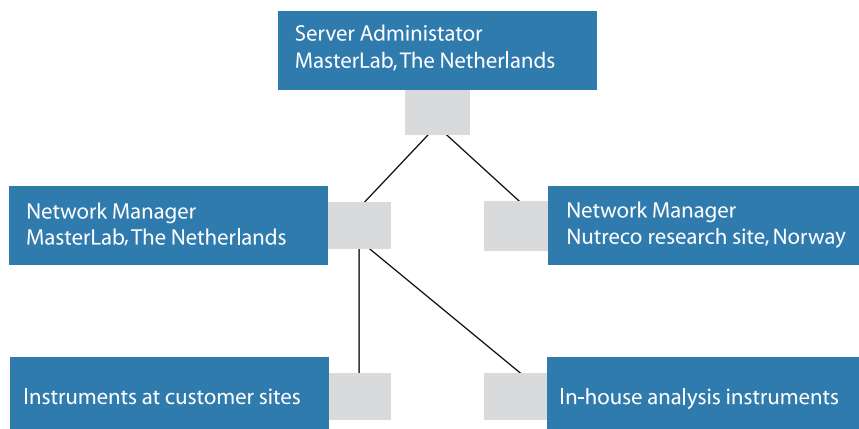 Server Administator
MasterLab, The Netherlands
Network Manager
MasterLab, The Netherlands
Network Manager
Nutreco research site, Norway
Instruments at customer sites
In-house analysis instruments